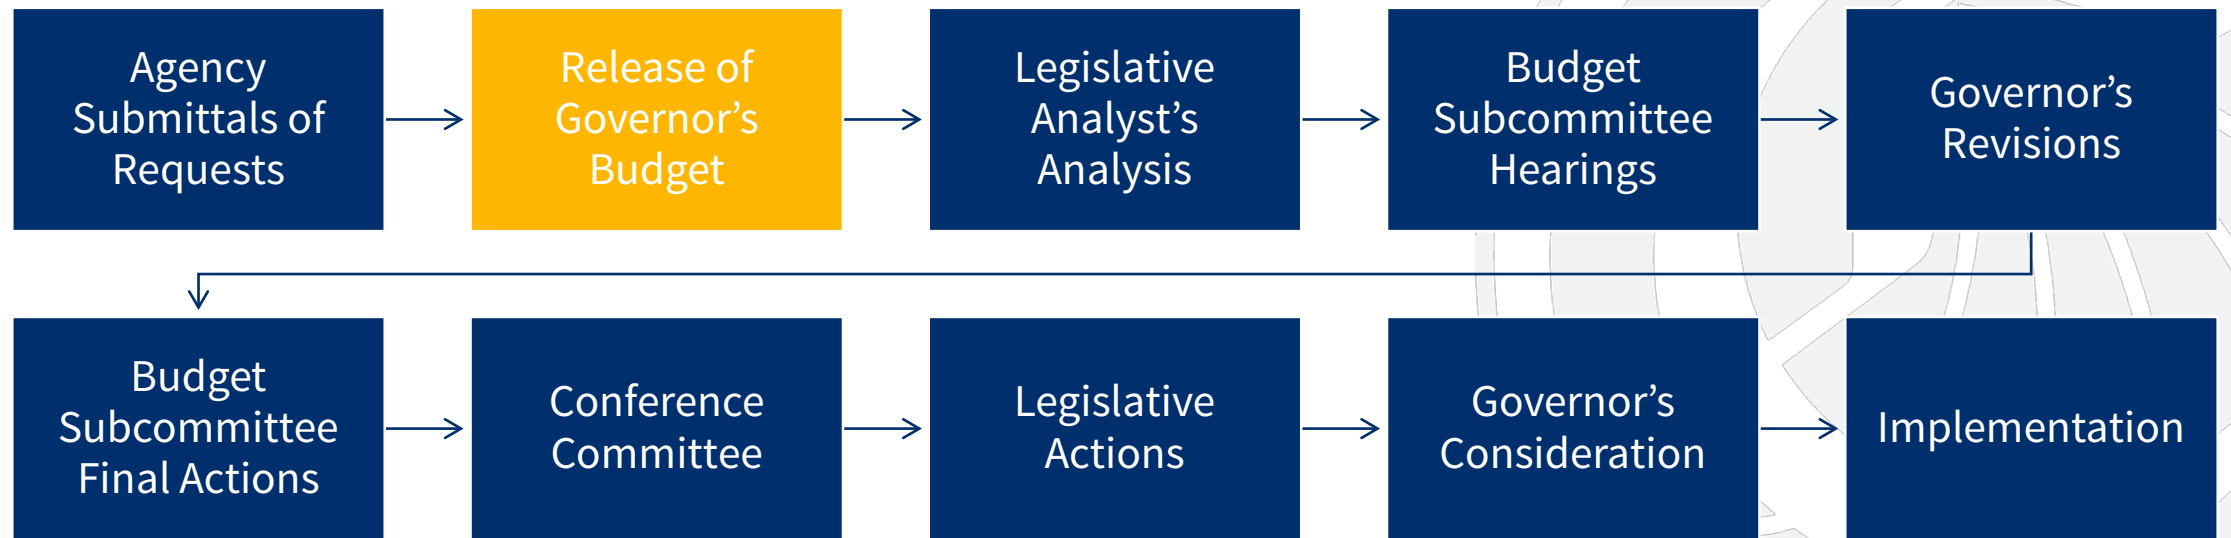 Agency
Submittals of
Requests
Release of
Governor’s
Budget
Legislative
Analyst’s
Analysis
Budget
Subcommittee
Hearings
Governor’s
Revisions
Budget
Subcommittee
Final Actions
Conference
Committee
Legislative
Actions
Governor’s
Consideration
Implementation